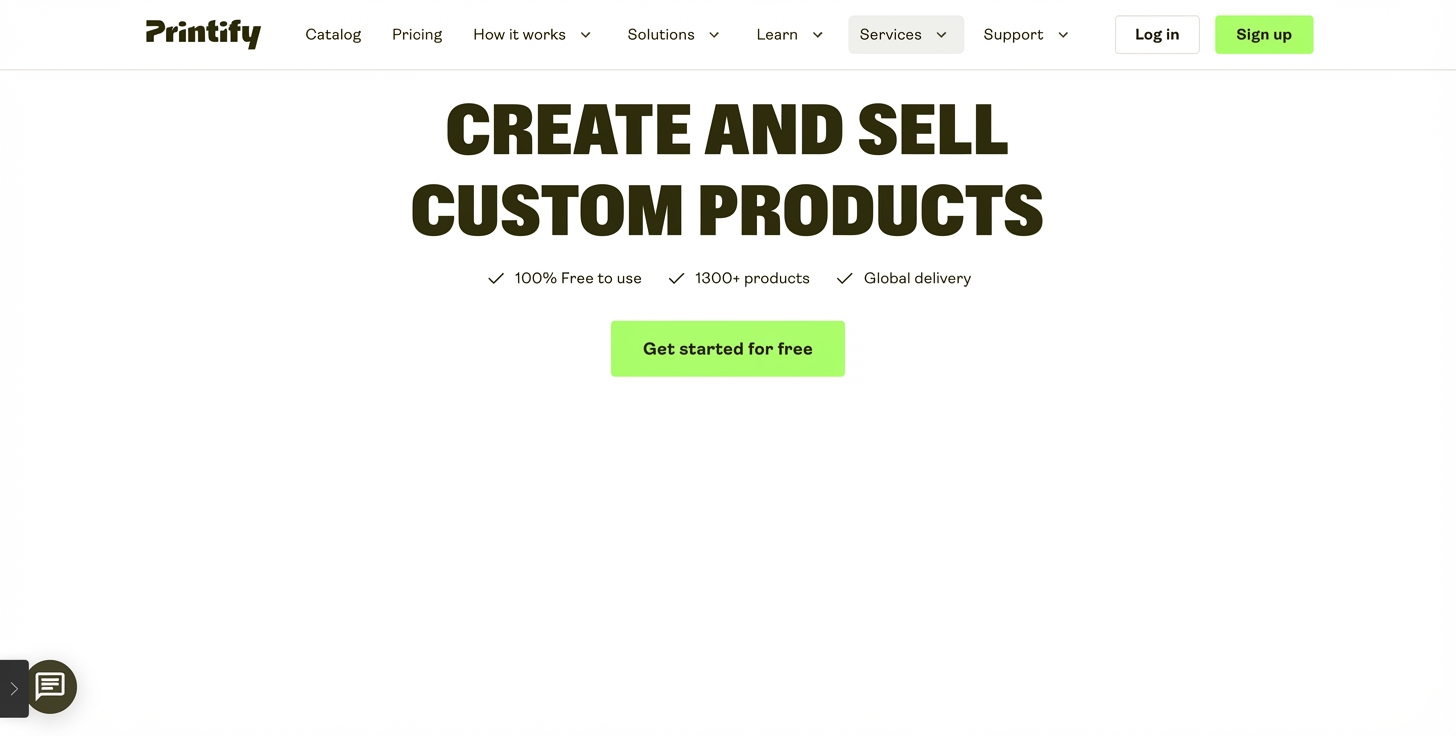 Printify Catalog Pricing How it works Solutions Learn Services Support Log in Sign up
CREATE AND SELL
CUSTOM PRODUCTS
100% Free to use 1300+ products Global delivery
Get started for free